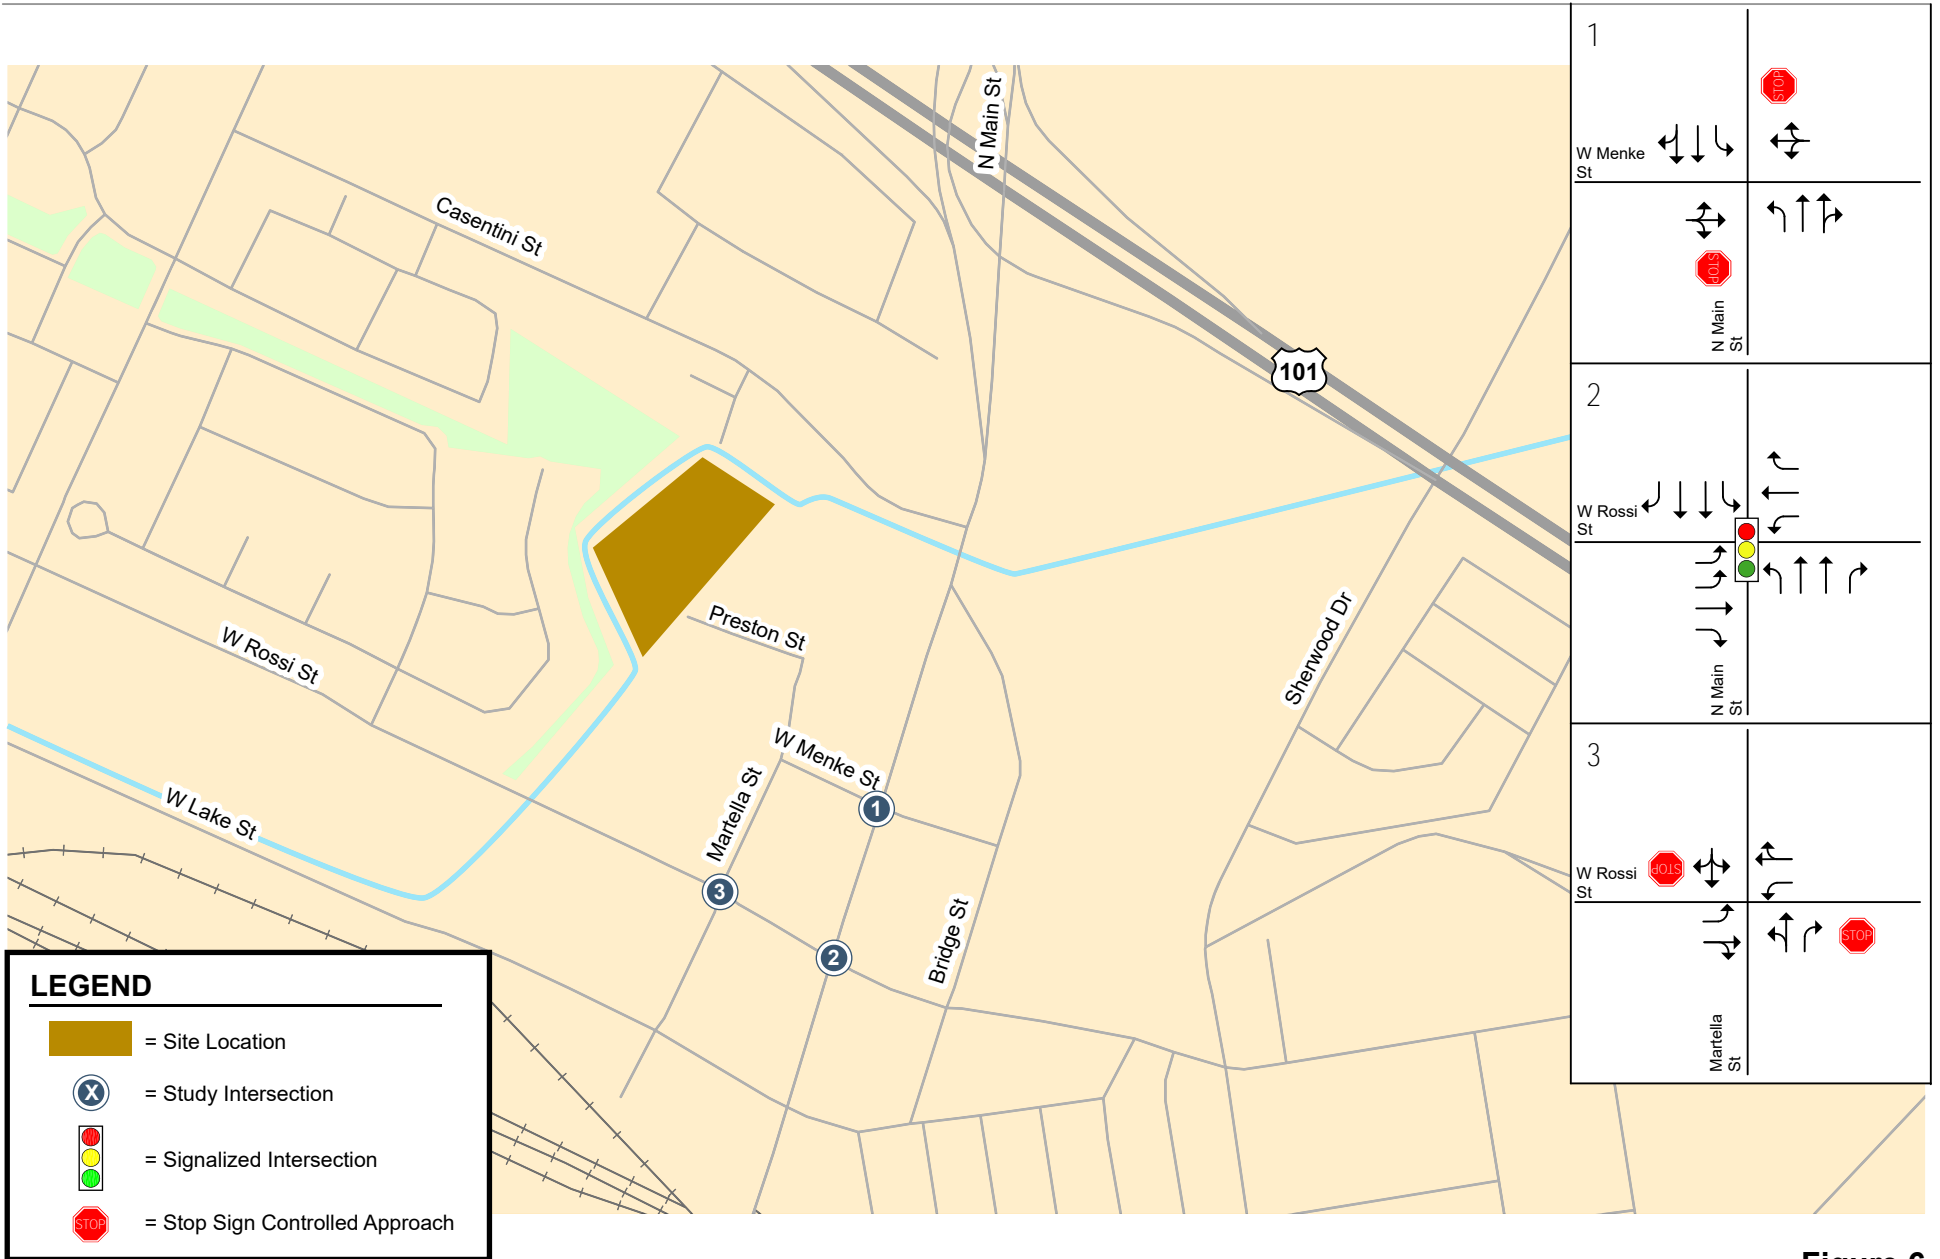 N Main St
Casentini St
101
Preston St
W Rossi St
Sherwood Dr
W Menke St
Martella St
W Lake St
Bridge St
1
2
3
1
STOP
W Menke
St
STOP
N Main
St
2
W Rossi
St
N Main
St
3
STOP
W Rossi
St
STOP
Martella
St
LEGEND
= Site Location
X
= Study Intersection
= Signalized Intersection
STOP
= Stop Sign Controlled Approach